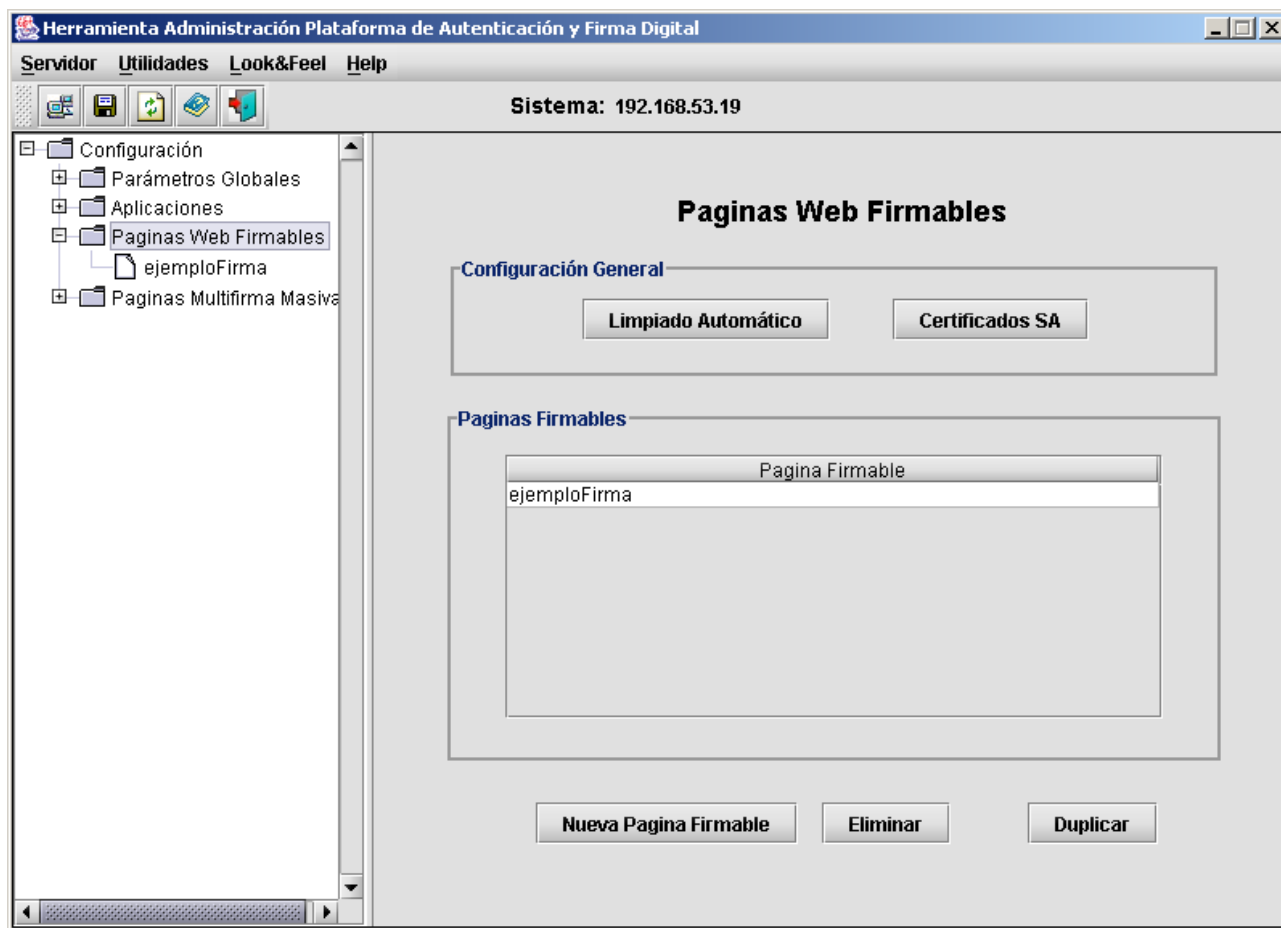 Herramienta Administración Plataforma de Autenticación y Firma Digital
Servidor Utilidades Look&Feel Help
Sistema: 192.168.53.19
Configuración
Parámetros Globales
Aplicaciones
Paginas Web Firmables
ejemploFirma
Paginas Multifirma Masiva
Paginas Web Firmables
Configuración General
Limpiado Automático Certificados SA
Paginas Firmables
Pagina Firmable
ejemploFirma
Nueva Pagina Firmable Eliminar Duplicar